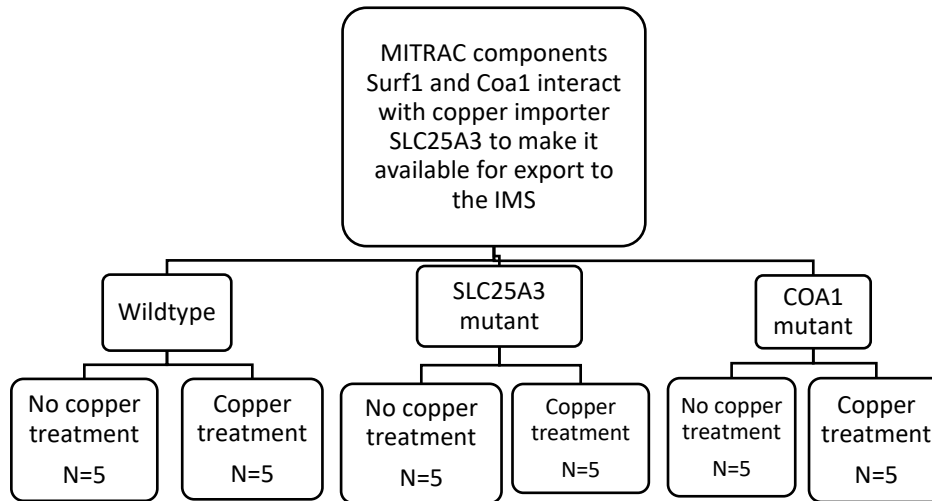 MITRAC components
Surf1 and Coa1 interact
with copper importer
SLC25A3 to make it
available for export to
the IMS
Wildtype
SLC25A3
mutant
COA1
mutant
No copper
treatment
N=5
Copper
treatment
N=5
No copper
treatment
N=5
Copper
treatment
N=5
No copper
treatment
N=5
Copper
treatment
N=5